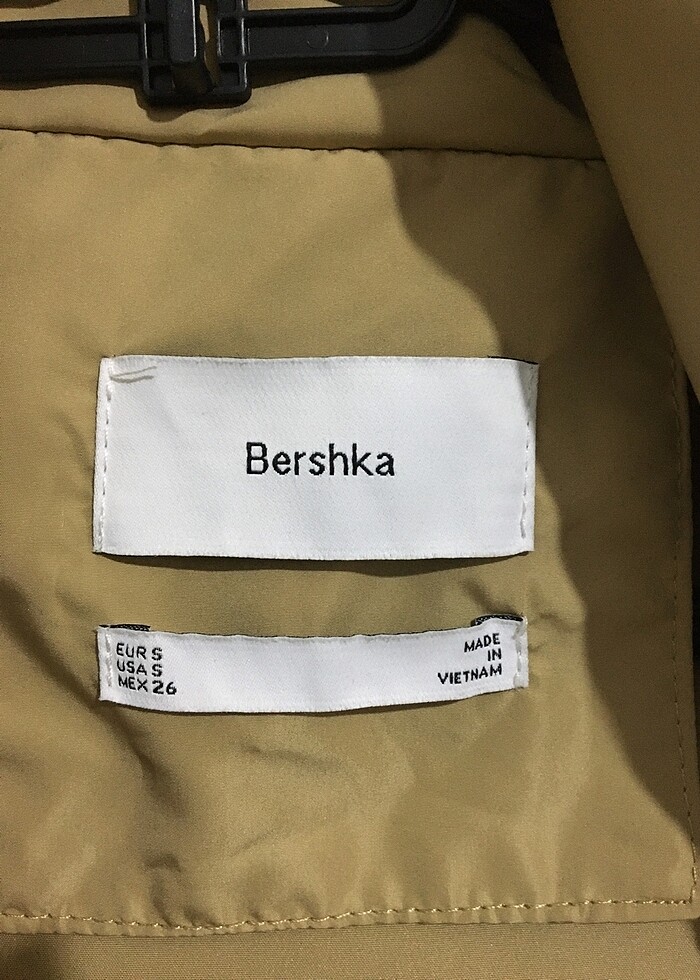 Bershka
EUR S
USA S
MEX 26
MADE
IN
VIETNAM